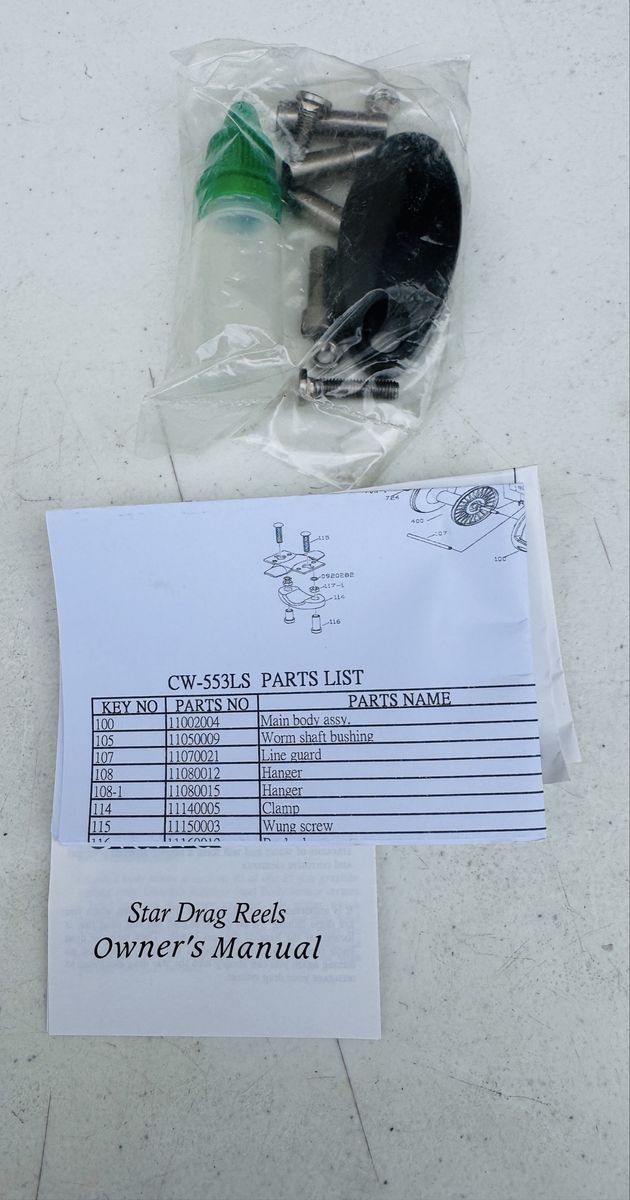 724
400
107
100
115
0920282
117-1
114
116
CW-553LS PARTS LIST
KEY NO PARTS NO PARTS NAME
100 11002004 Main body assy.
105 11050009 Worm shaft bushing
107 11070021 Line guard
108 11080012 Hanger
108-1 11080015 Hanger
114 11140005 Clamp
115 11150003 Wung screw
Star Drag Reels
Owner's Manual